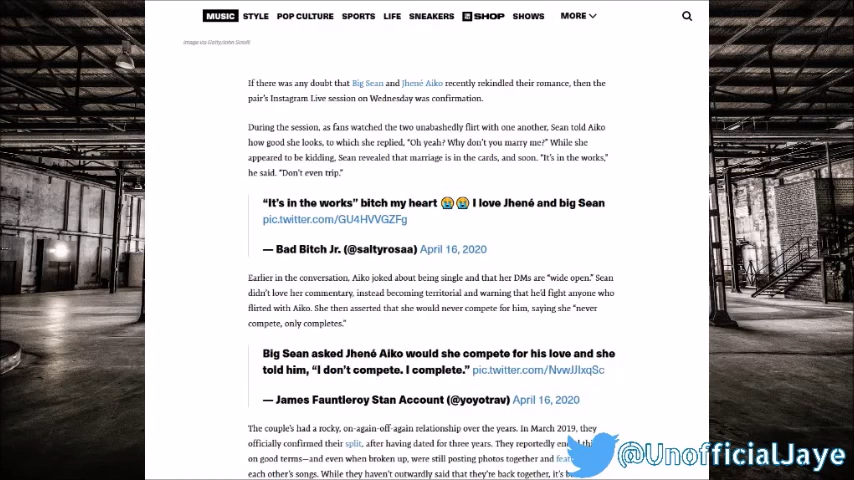 MUSIC STYLE POP CULTURE SPORTS LIFE SNEAKERS SHOP SHOWS MORE
If there was any doubt that Big Sean and Jhené Aiko recently rekindled their romance, then the
pair's Instagram Live session on Wednesday was confirmation.
During the session, as fans watched the two unabashedly flirt with one another, Sean told Aiko
how good she looks, to which she replied, "Oh yeah? Why don't you marry me?" While she
appeared to be kidding, Sean revealed that marriage is in the cards, and soon. "It's in the works,"
he said. "Don't even trip."
"It's in the works" bitch my heart 😭😭 I love Jhené and big Sean
pic.twitter.com/GU4HVVGZFg
— Bad Bitch Jr. (@saltyrosaa) April 16, 2020
Earlier in the conversation, Aiko joked about being single and that her DMs are "wide open." Sean
didn't love her commentary, instead becoming territorial and warning that he'd fight anyone who
flirted with Aiko. She then asserted that she would never compete for him, saying she "never
compete, only completes."
Big Sean asked Jhené Aiko would she compete for his love and she
told him, "I don't compete. I complete."
— James Fauntleroy Stan Account (@yoyotrav) April 16, 2020
The couple's had a rocky, on-again-off-again relationship over the years. In March 2019, they
officially confirmed their split, after having dated for three years. They reportedly
on good terms—and even when broken up, were still posting photos together and
each other's songs. While they haven't outwardly said that they're back together, it's
@UnofficialJaye